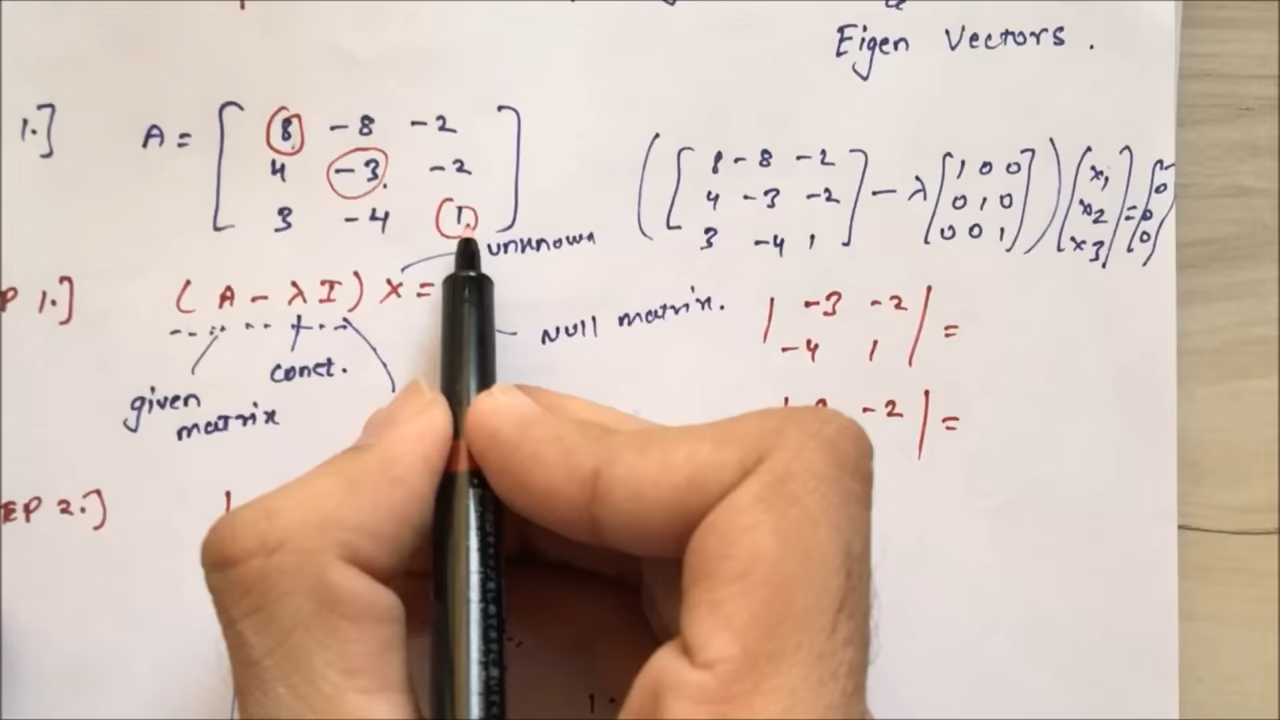 Eigen Vectors.
1.] A = [ 8 -8 -2
4 -3 -2
3 -4 1 ]
( [ 8 -8 -2
4 -3 -2
3 -4 1 ] - λ [ 1 0 0
0 1 0
0 0 1 ] ) [ x1
x2
x3 ] = [ 0
0
0 ]
unknown
P 1.] (A - λI) X =
Null matrix.
const.
given
matrix
| -3 -2
-4 1 | =
-2 | =
EP 2.] |